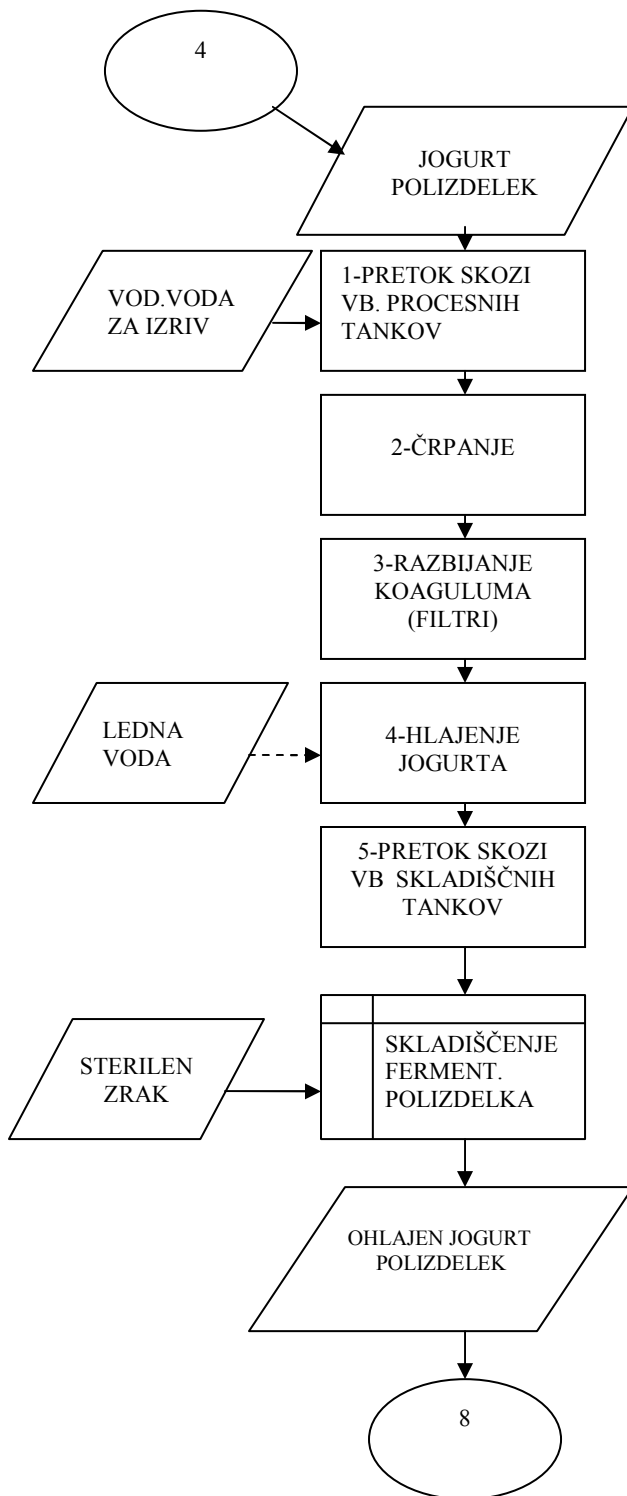 4
JOGURT
POLIZDELEK
VOD.VODA
ZA IZRIV
1-PRETOK SKOZI
VB. PROCESNIH
TANKOV
2-ČRPANJE
3-RAZBIJANJE
KOAGULUMA
(FILTRI)
LEDNA
VODA
4-HLAJENJE
JOGURTA
5-PRETOK SKOZI
VB SKLADIŠČNIH
TANKOV
STERILEN
ZRAK
SKLADIŠČENJE
FERMENT.
POLIZDELKA
OHLAJEN JOGURT
POLIZDELEK
8